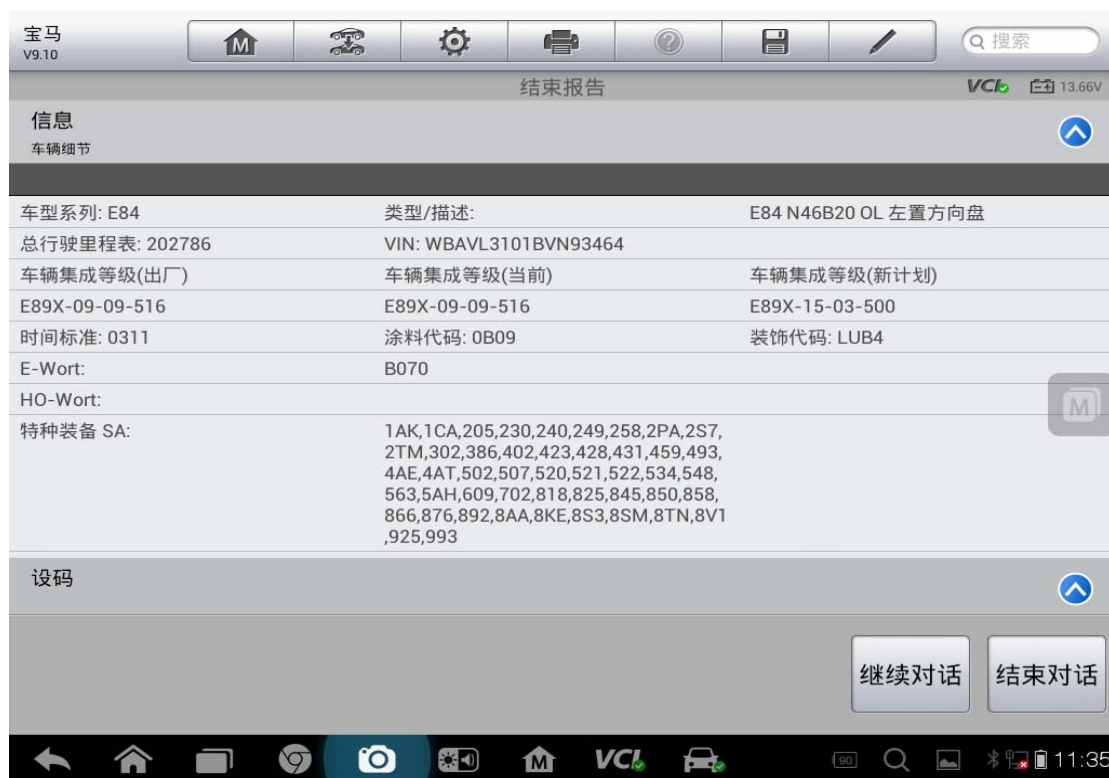 宝马
V9.10
M
搜索
结束报告
VCI
13.66V
信息
车辆细节
车型系列: E84 类型/描述: E84 N46B20 OL 左置方向盘
总行驶里程表: 202786 VIN: WBAVL3101BVN93464
车辆集成等级(出厂) 车辆集成等级(当前) 车辆集成等级(新计划)
E89X-09-09-516 E89X-09-09-516 E89X-15-03-500
时间标准: 0311 涂料代码: 0B09 装饰代码: LUB4
E-Wort: B070
HO-Wort:
M
特种装备 SA: 1AK,1CA,205,230,240,249,258,2PA,2S7,
2TM,302,386,402,423,428,431,459,493,
4AE,4AT,502,507,520,521,522,534,548,
563,5AH,609,702,818,825,845,850,858,
866,876,892,8AA,8KE,8S3,8SM,8TN,8V1
,925,993
设码
继续对话 结束对话
M VCI 90 11:35